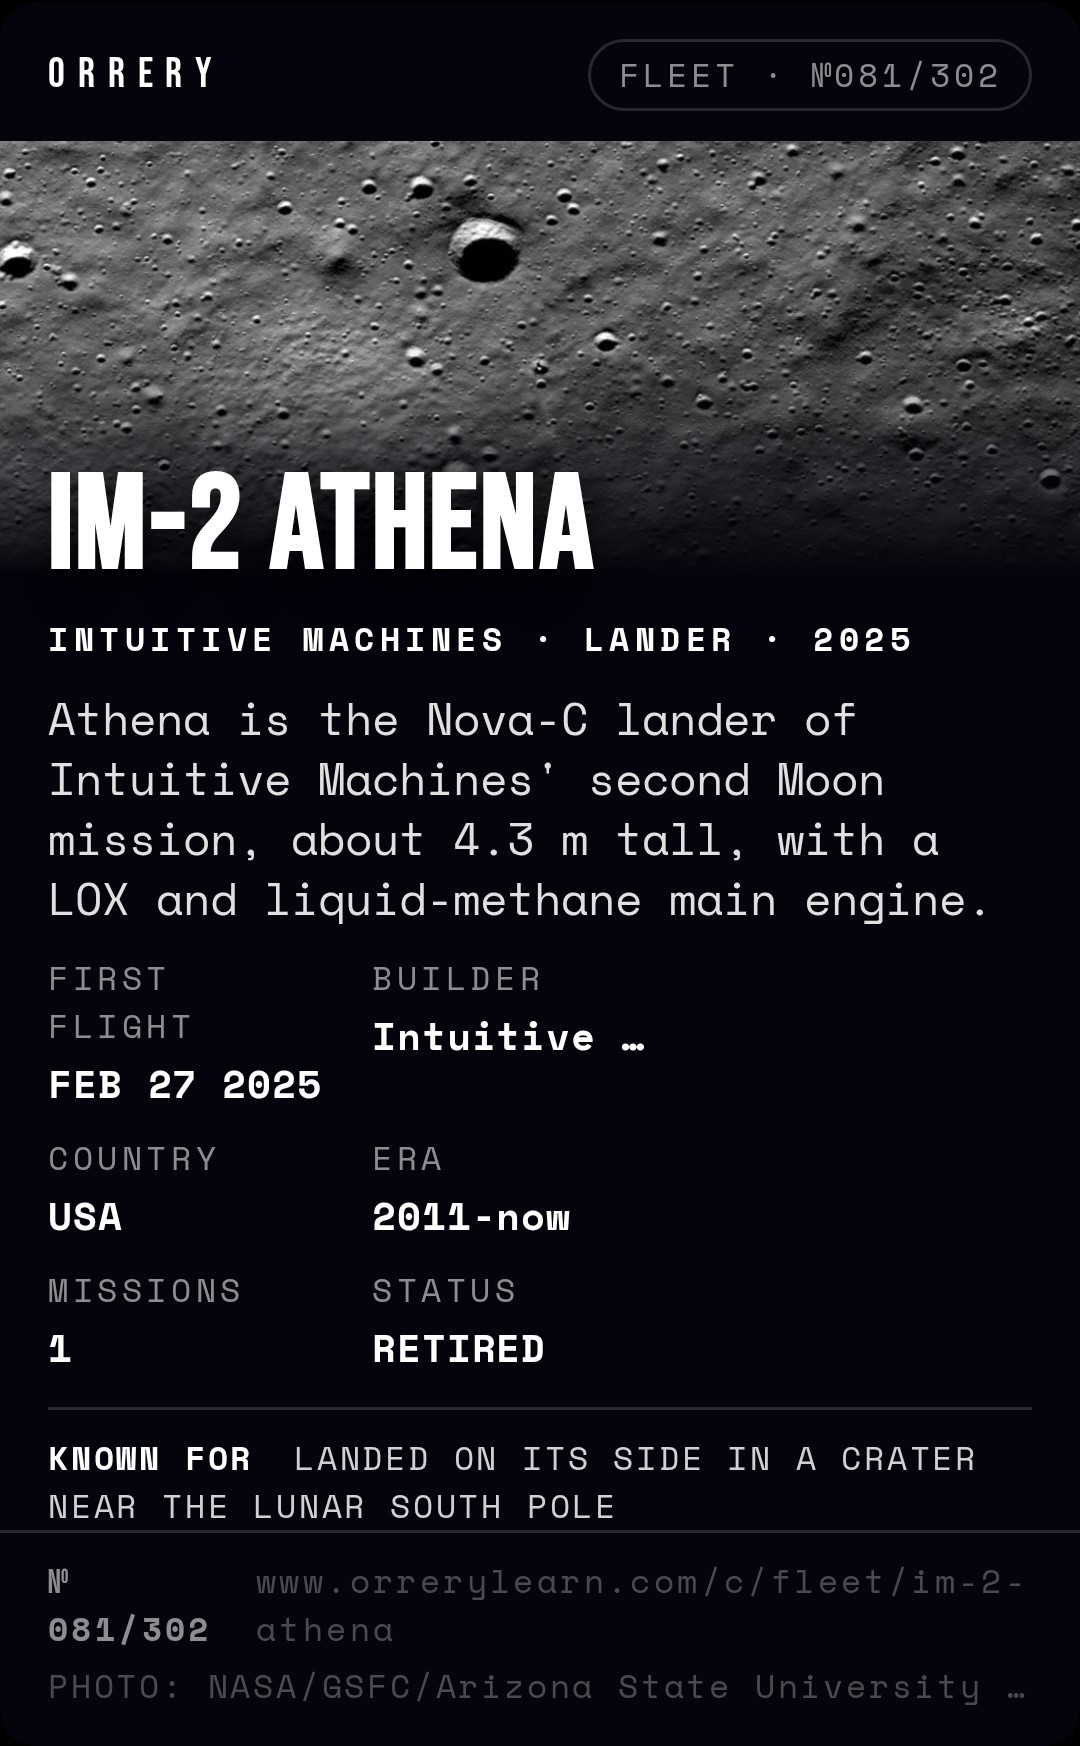 ORRERY
FLEET · №081/302
IM-2 ATHENA
INTUITIVE MACHINES · LANDER · 2025
Athena is the Nova-C lander of
Intuitive Machines' second Moon
mission, about 4.3 m tall, with a
LOX and liquid-methane main engine.
FIRST
FLIGHT
FEB 27 2025
BUILDER
Intuitive …
COUNTRY
USA
ERA
2011-now
MISSIONS
1
STATUS
RETIRED
KNOWN FOR LANDED ON ITS SIDE IN A CRATER
NEAR THE LUNAR SOUTH POLE
№
081/302
www.orrerylearn.com/c/fleet/im-2-
athena
PHOTO: NASA/GSFC/Arizona State University …